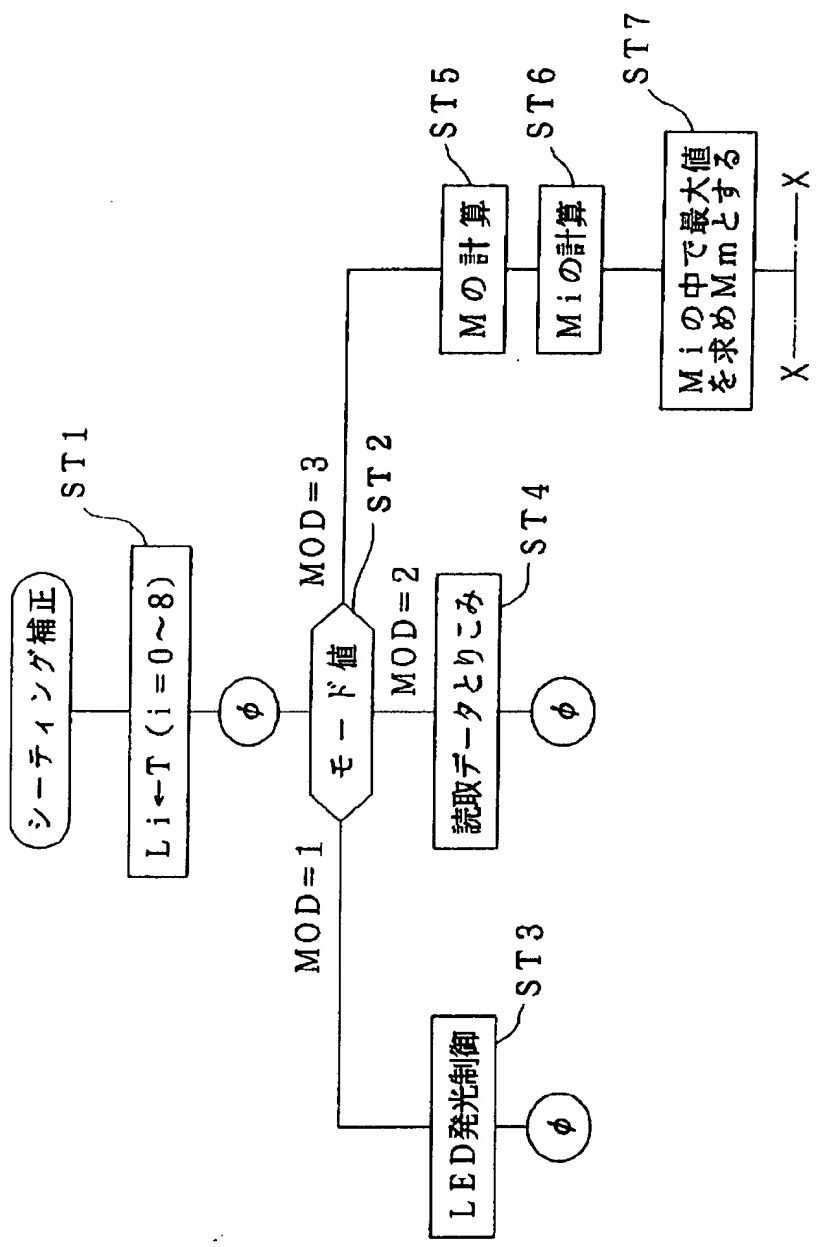 シーティング補正
Li←T (i=0~8)
ST1
φ
モード値
ST2
MOD=1
MOD=2
MOD=3
LED発光制御
ST3
φ
読取データとりこみ
ST4
φ
Mの計算
ST5
Miの計算
ST6
Miの中で最大値
を求めMmとする
ST7
X
X